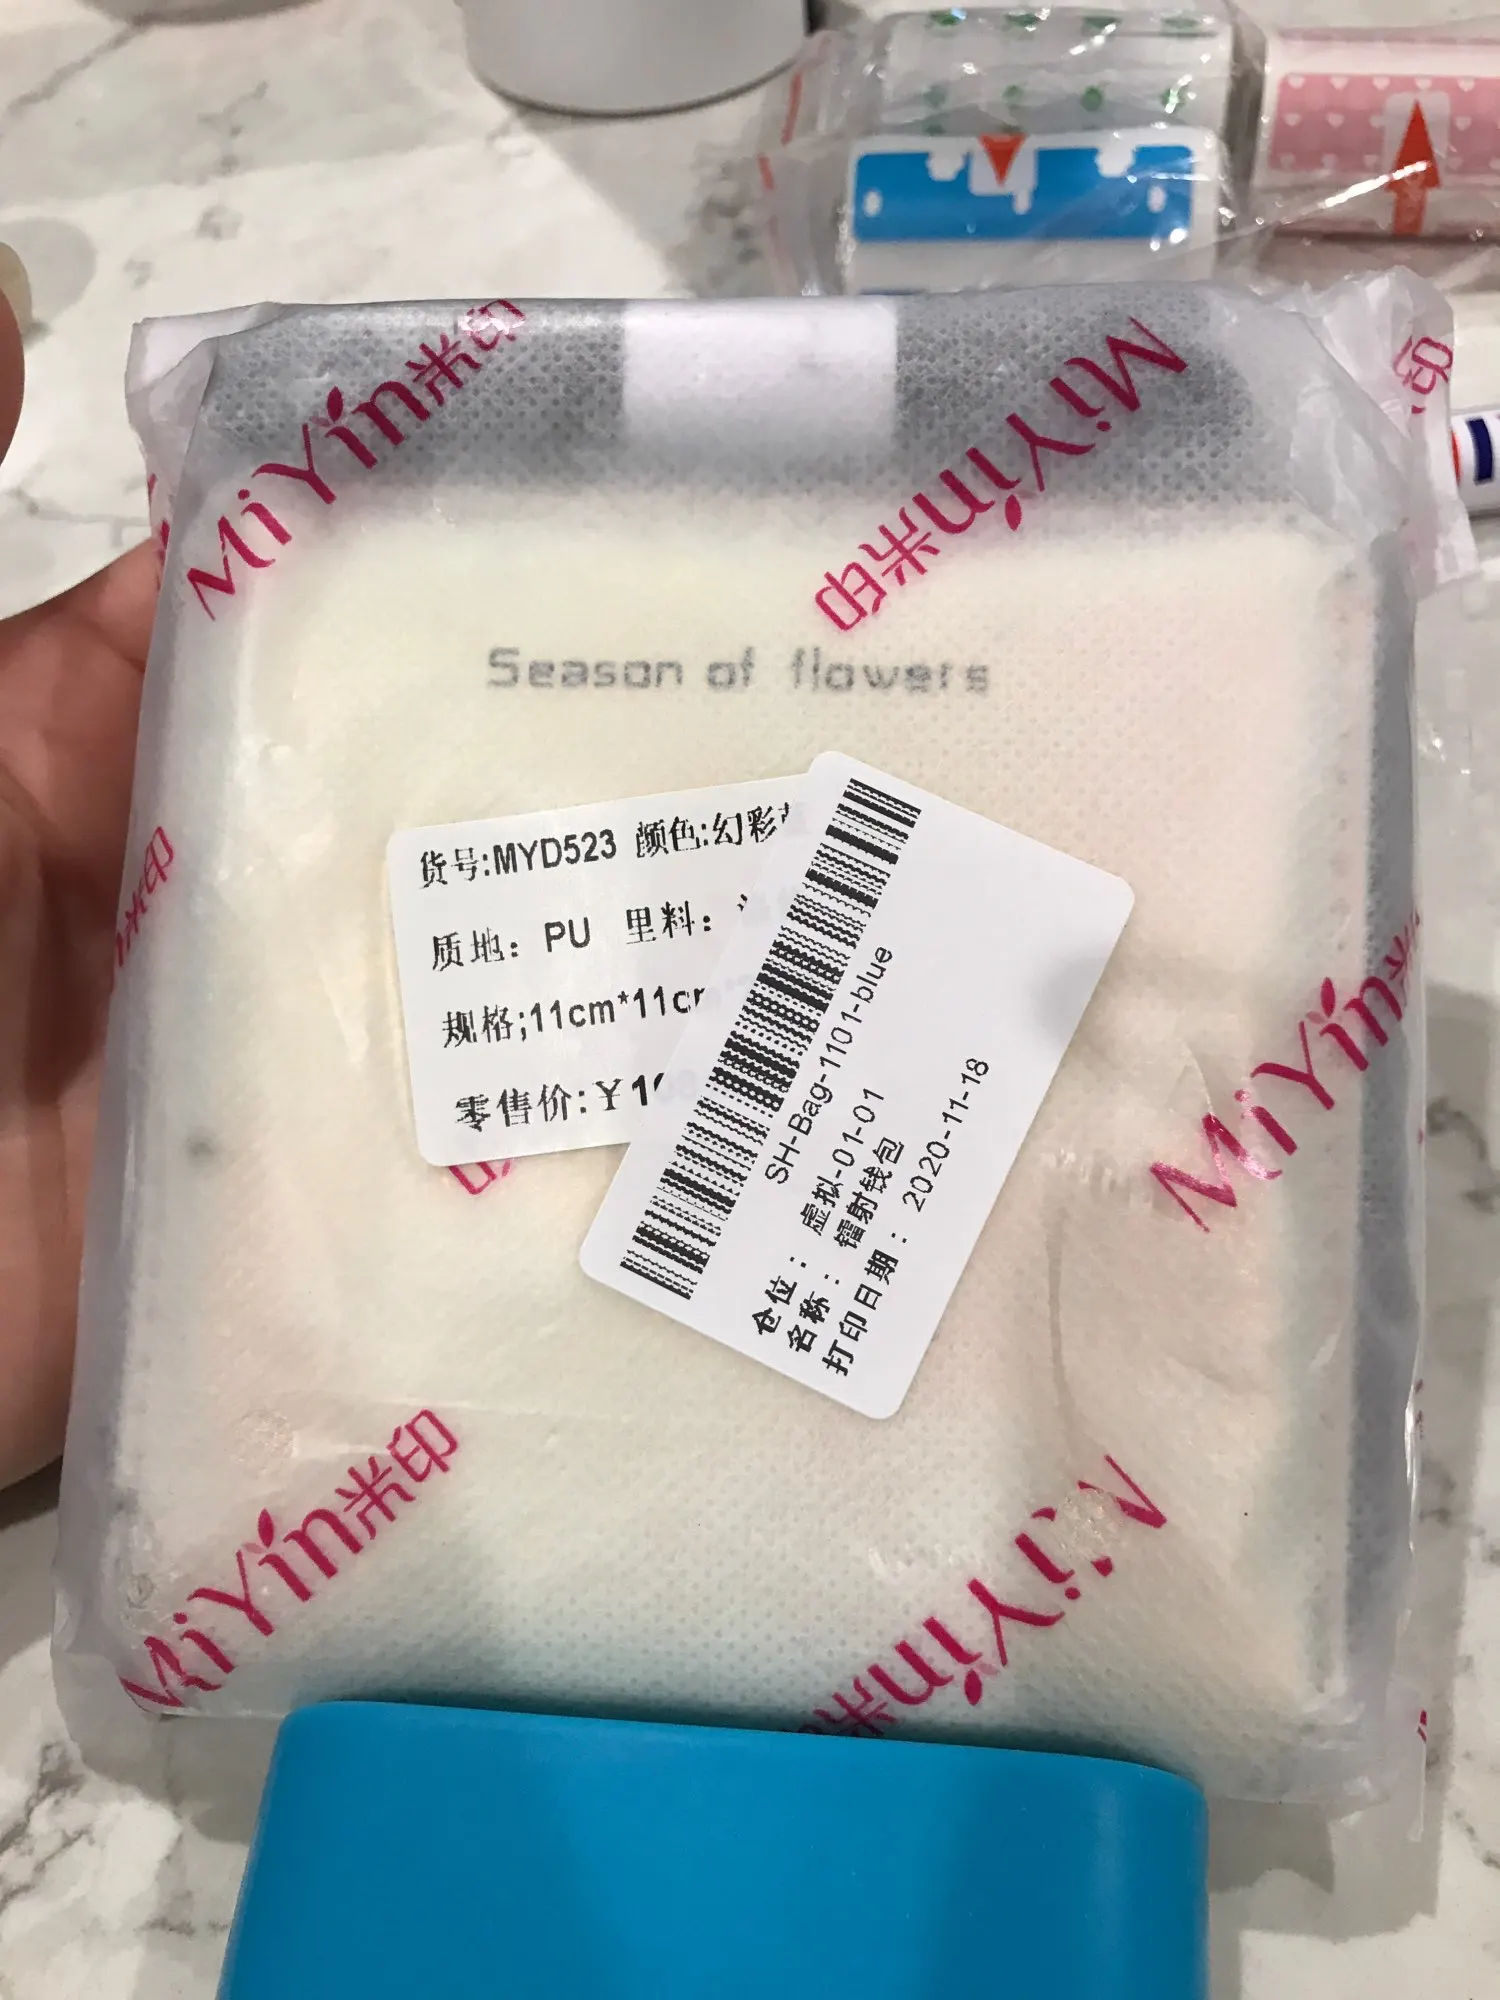 MiYin米印
MiYin米印
印
Season of flowers
货号:MYD523 颜色:幻彩
质地： PU 里料：
规格;11cm*11cm
零售价:￥1
SH-Bag-1101-blue
仓位： 虚拟-01-01
名称： 镭射钱包
打印日期： 2020-11-18
米印
MiYin米
MiYin米印
MiYin米印